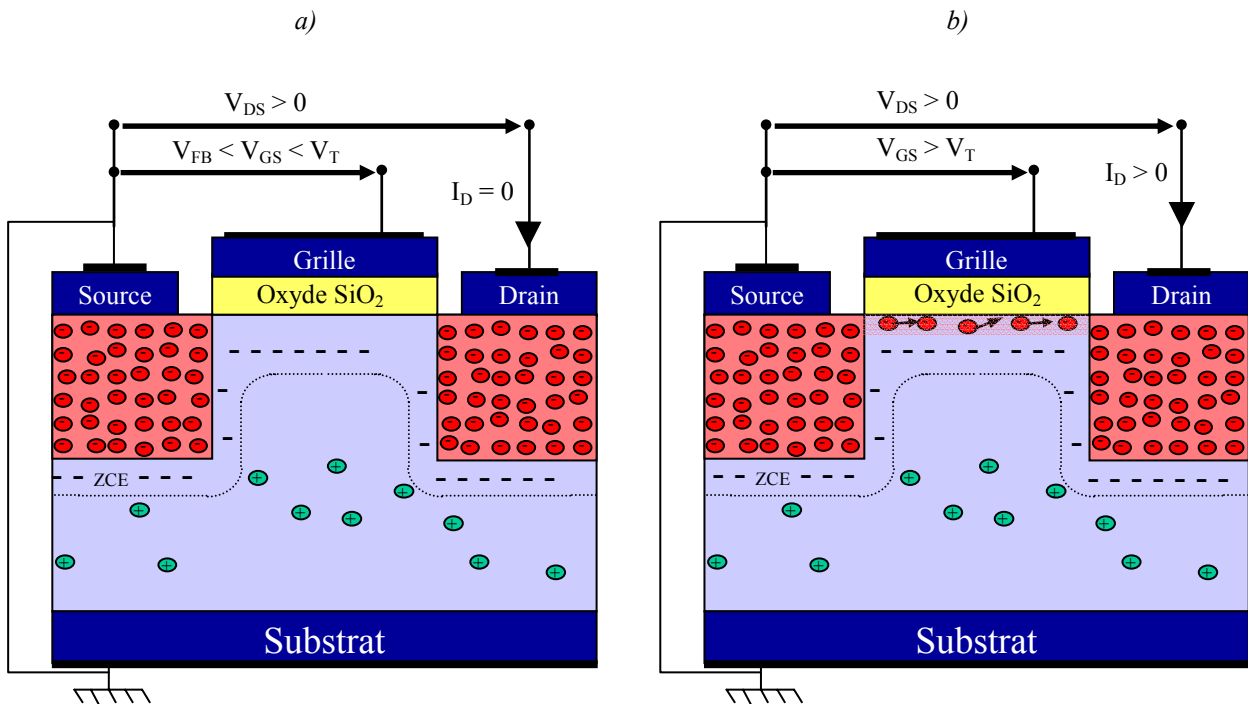 a)
V_DS > 0
V_FB < V_GS < V_T
I_D = 0
Grille
Source
Oxyde SiO₂
Drain
ZCE
Substrat
b)
V_DS > 0
V_GS > V_T
I_D > 0
Grille
Source
Oxyde SiO₂
Drain
ZCE
Substrat